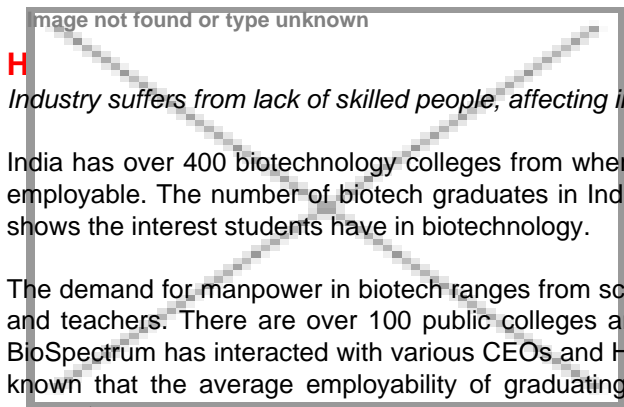 Image not found or type unknown
H
Industry suffers from lack of skilled people, affecting
India has over 400 biotechnology colleges from
employable. The number of biotech graduates in
shows the interest students have in biotechnology.
The demand for manpower in biotech ranges from
and teachers. There are over 100 public colleges
BioSpectrum has interacted with various CEOs and
known that the average employability of graduating